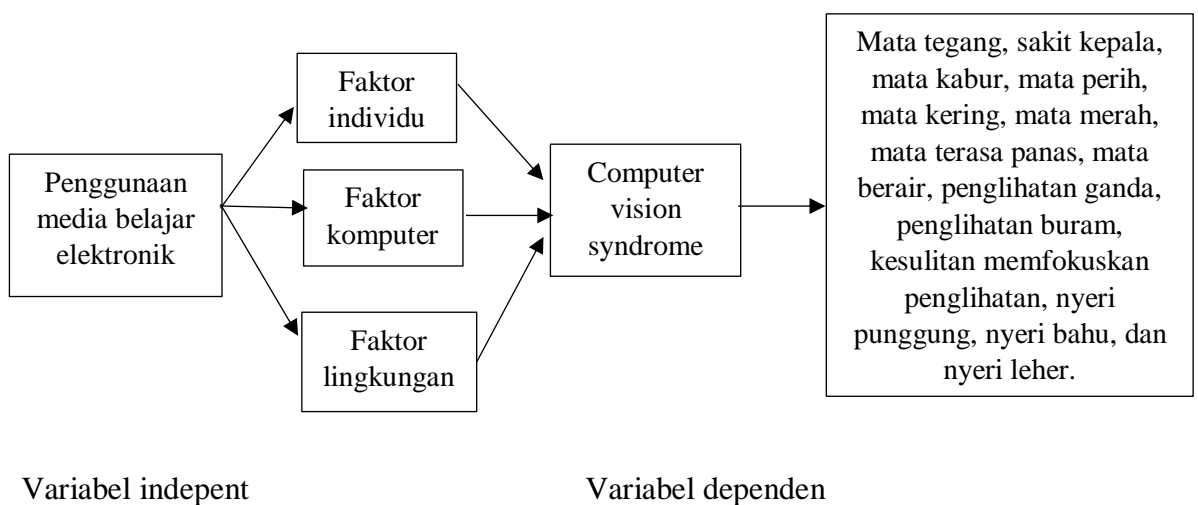 Penggunaan
media belajar
elektronik
Faktor
individu
Faktor
komputer
Faktor
lingkungan
Computer
vision
syndrome
Mata tegang, sakit kepala,
mata kabur, mata perih,
mata kering, mata merah,
mata terasa panas, mata
berair, penglihatan ganda,
penglihatan buram,
kesulitan memfokuskan
penglihatan, nyeri
punggung, nyeri bahu, dan
nyeri leher.
Variabel indepent
Variabel dependen